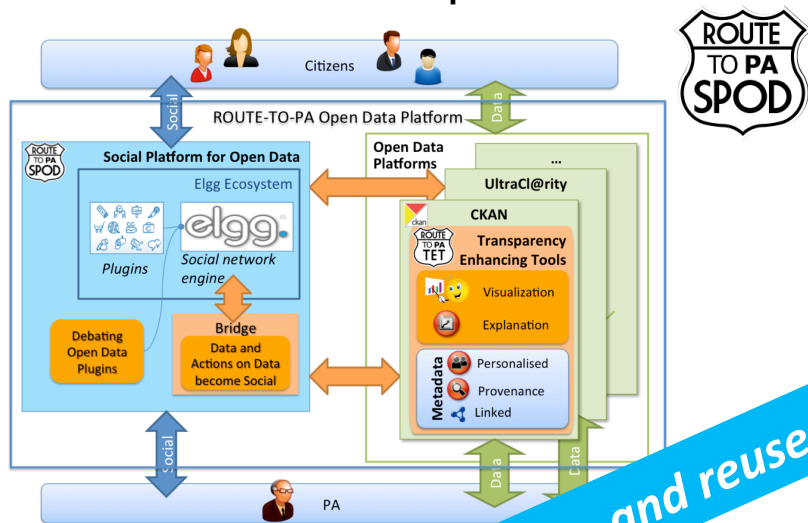 ROUTE
TO PA
SPOD
Citizens
Social
Data
ROUTE-TO-PA Open Data Platform
ROUTE
TO PA
SPOD
Social Platform for Open Data
Elgg Ecosystem
elgg.
Plugins
Social network
engine
Debating
Open Data
Plugins
Bridge
Data and
Actions on Data
become Social
Open Data
Platforms
...
UltraCl@rity
ckan
CKAN
ROUTE
TO PA
TET
Transparency
Enhancing Tools
Visualization
Explanation
Metadata
Personalised
Provenance
Linked
Social
Data
Data
PA
and reuse